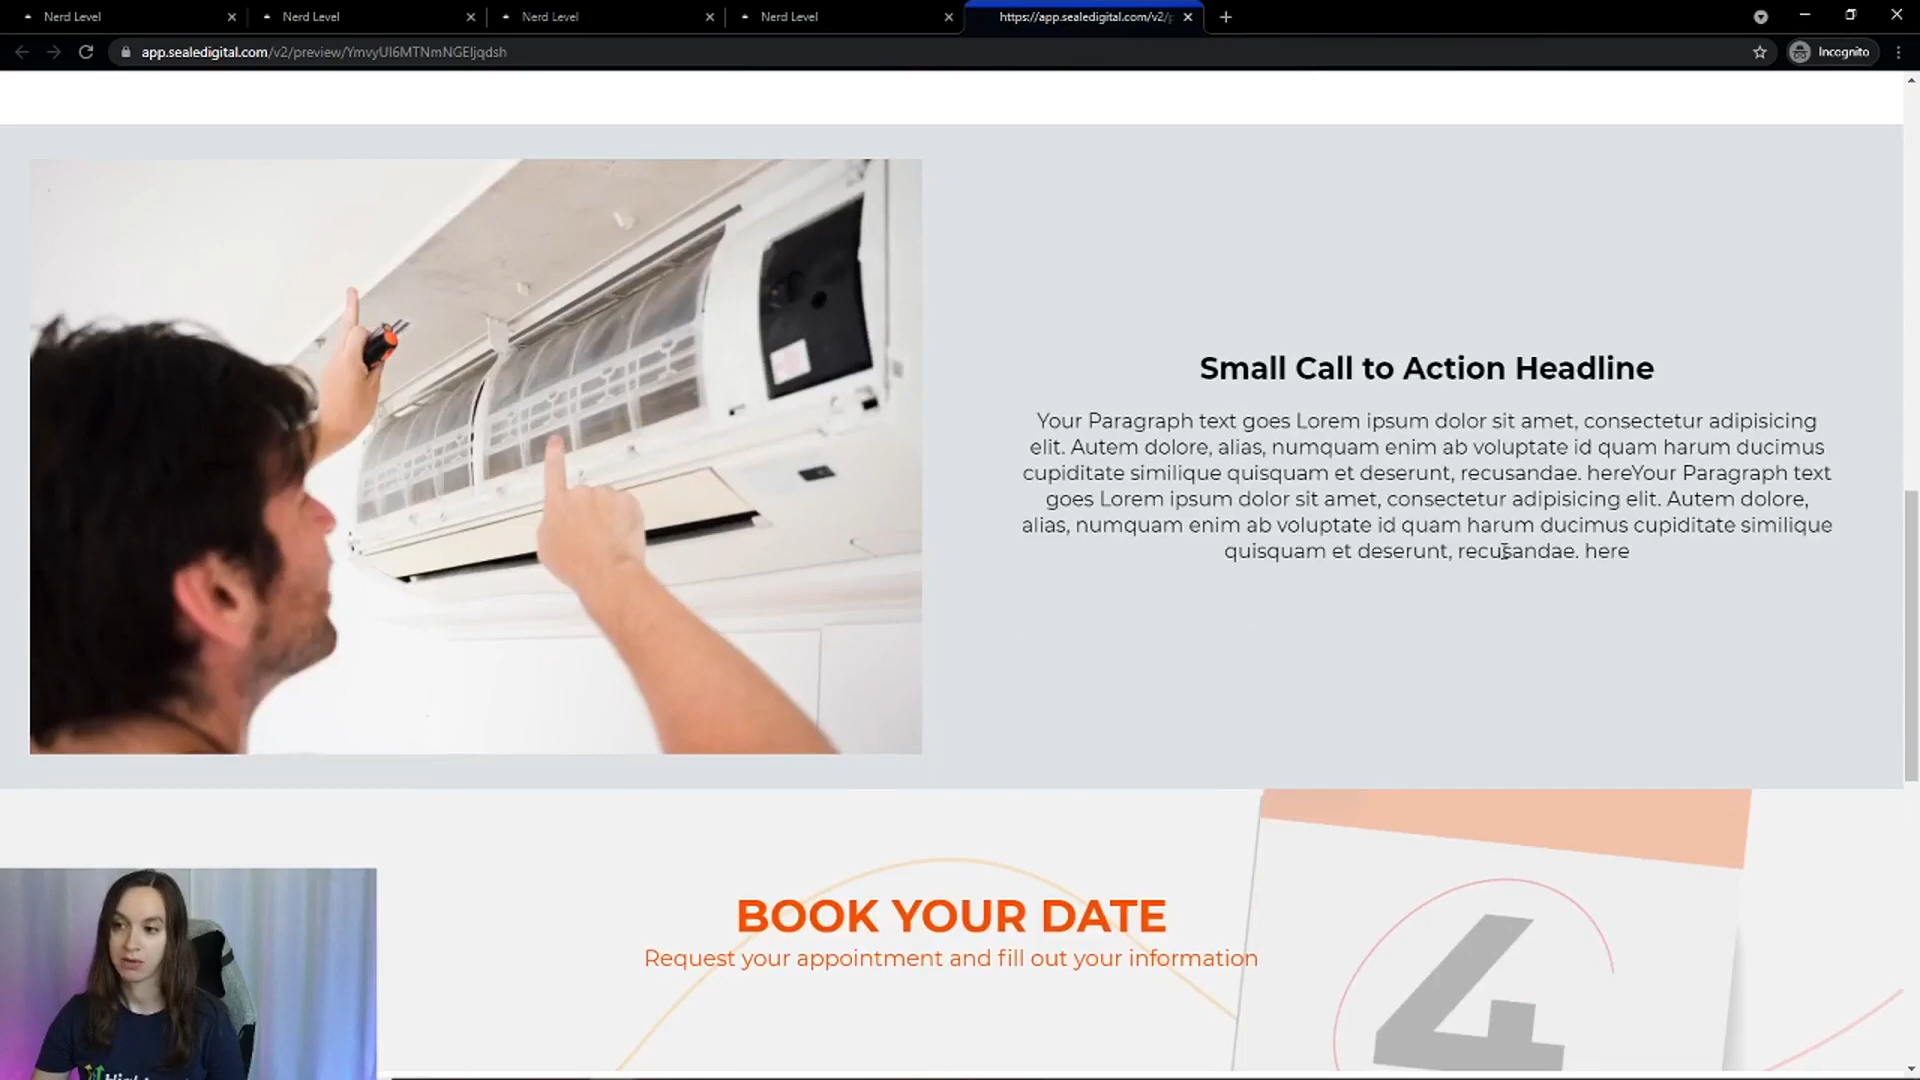 Nerd Level
Nerd Level
Nerd Level
Nerd Level
https://app.sealedigital.com/v2/p
app.sealedigital.com/v2/preview/YmvyUI6MTNmNGEljqdsh
Incognito
Small Call to Action Headline
Your Paragraph text goes Lorem ipsum dolor sit amet, consectetur adipisicing
elit. Autem dolore, alias, numquam enim ab voluptate id quam harum ducimus
cupiditate similique quisquam et deserunt, recusandae. hereYour Paragraph text
goes Lorem ipsum dolor sit amet, consectetur adipisicing elit. Autem dolore,
alias, numquam enim ab voluptate id quam harum ducimus cupiditate similique
quisquam et deserunt, recusandae. here
BOOK YOUR DATE
Request your appointment and fill out your information
4